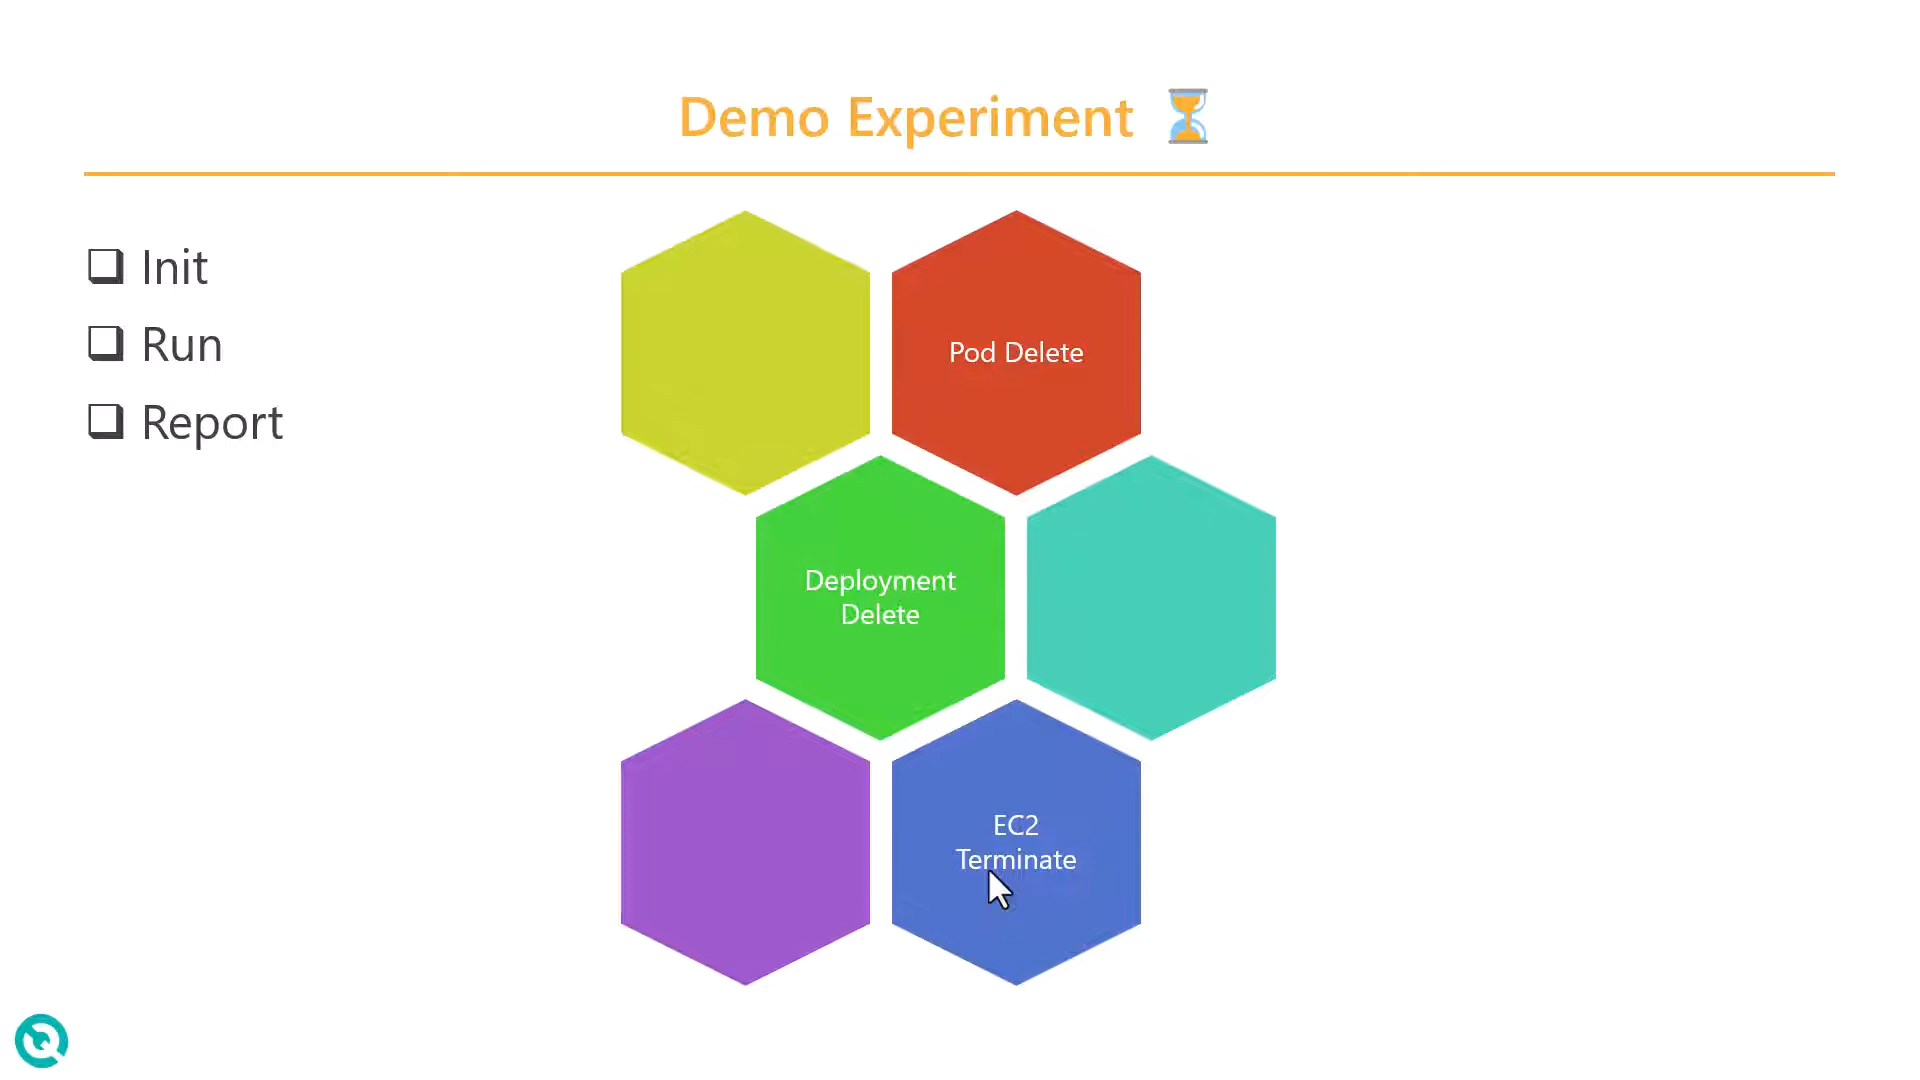 Demo Experiment ⏳
❑ Init
❑ Run
❑ Report
Pod Delete
Deployment
Delete
EC2
Terminate